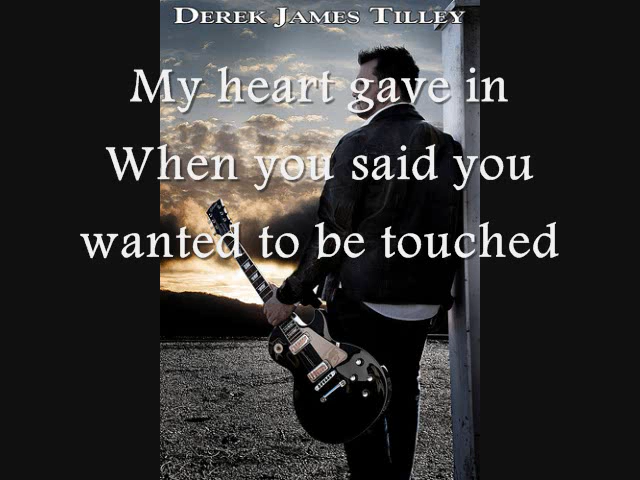 DEREK JAMES TILLEY
My heart gave in
When you said you
wanted to be touched